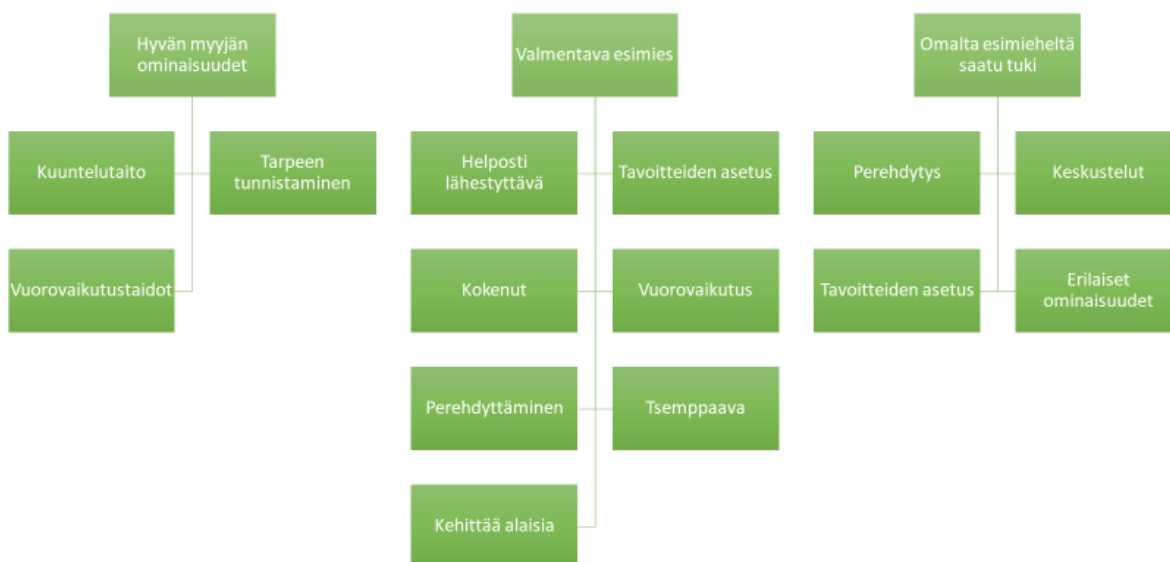 Hyvän myyjän
ominaisuudet
Kuuntelutaito
Tarpeen
tunnistaminen
Vuorovaikutustaidot
Valmentava esimies
Helposti
lähestyttävä
Tavoitteiden asetus
Kokenut
Vuorovaikutus
Perehdyttäminen
Tsemppaava
Kehittää alaisia
Omalta esimieheltä
saatu tuki
Perehdytys
Keskustelut
Tavoitteiden asetus
Erilaiset
ominaisuudet